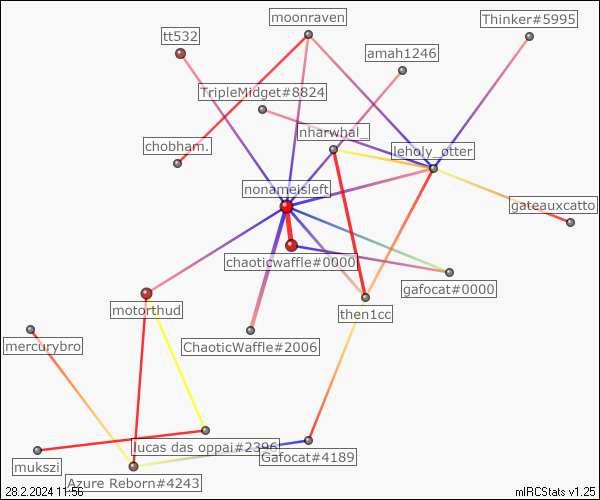 moonraven
Thinker#5995
tt532
amah1246
TripleMidget#8824
nharwhal_
chobham.
leholy_øtter
nonameisleft
gateauxcatto
chaoticwaffle#0000
gafocat#0000
motorthud
then1cc
mercurybro
ChaoticWaffle#2006
lucas das oppai#2396
Gafocat#4189
mukszi
Azure Reborn#4243
28.2.2024 11:56
mIRCStats v1.25